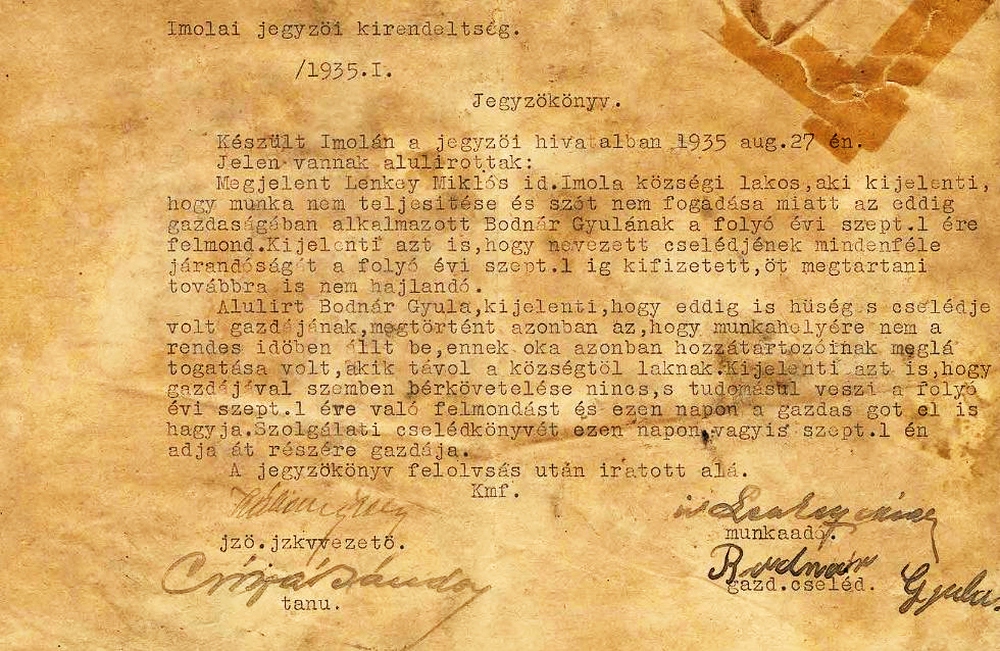 Imolai jegyzöi kirendeltség.
/1935.I.
Jegyzökönyv.
Készült Imolán a jegyzöi hivatalban 1935 aug.27 én.
Jelen vannak alulirottak:
Megjelent Lenkey Miklós id.Imola községi lakos,aki kijelenti,
hogy munka nem teljesitése és szót nem fogadása miatt az eddig
gazdaságában alkalmazott Bodnár Gyulának a folyó évi szept.1 ére
felmond.Kijelenti azt is,hogy nevezett cselédjének mindenféle
járandóságát a folyó évi szept.1 ig kifizetett,öt megtartani
továbbra is nem hajlandó.
Alulirt Bodnár Gyula,kijelenti,hogy eddig is hüséges cselédje
volt gazdájának,megtörtént azonban az,hogy munkahelyére nem a
rendes idöben állt be,ennek oka azonban hozzátartozóinak meglá
togatása volt,akik távol a községtöl laknak.Kijelenti azt is,hogy
gazdájával szemben bérkövetelése nincs,s tudomásul veszi a folyó
évi szept.1 ére való felmondást és ezen napon a gazdas got el is
hagyja.Szolgálati cselédkönyvét ezen napon,vagyis szept.1 én
adja át részére gazdája.
A jegyzökönyv felolvsás után iratott alá.
Kmf.
jzö.jzkvvezetö.
munkaadó.
Bodnár Gyula
gazd.cseléd.
tanu.